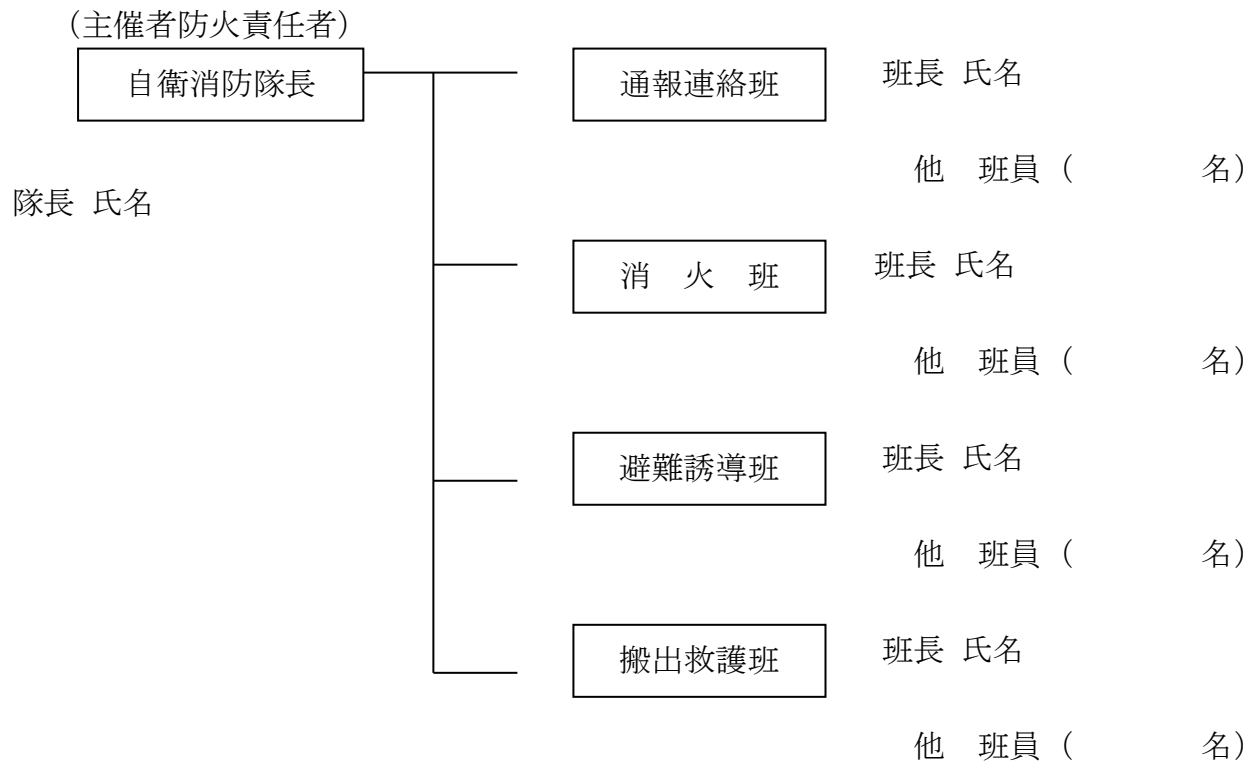 (主催者防火責任者)
自衛消防隊長
隊長 氏名
通報連絡班 班長 氏名
他 班員( 名)
消 火 班 班長 氏名
他 班員( 名)
避難誘導班 班長 氏名
他 班員( 名)
搬出救護班 班長 氏名
他 班員( 名)